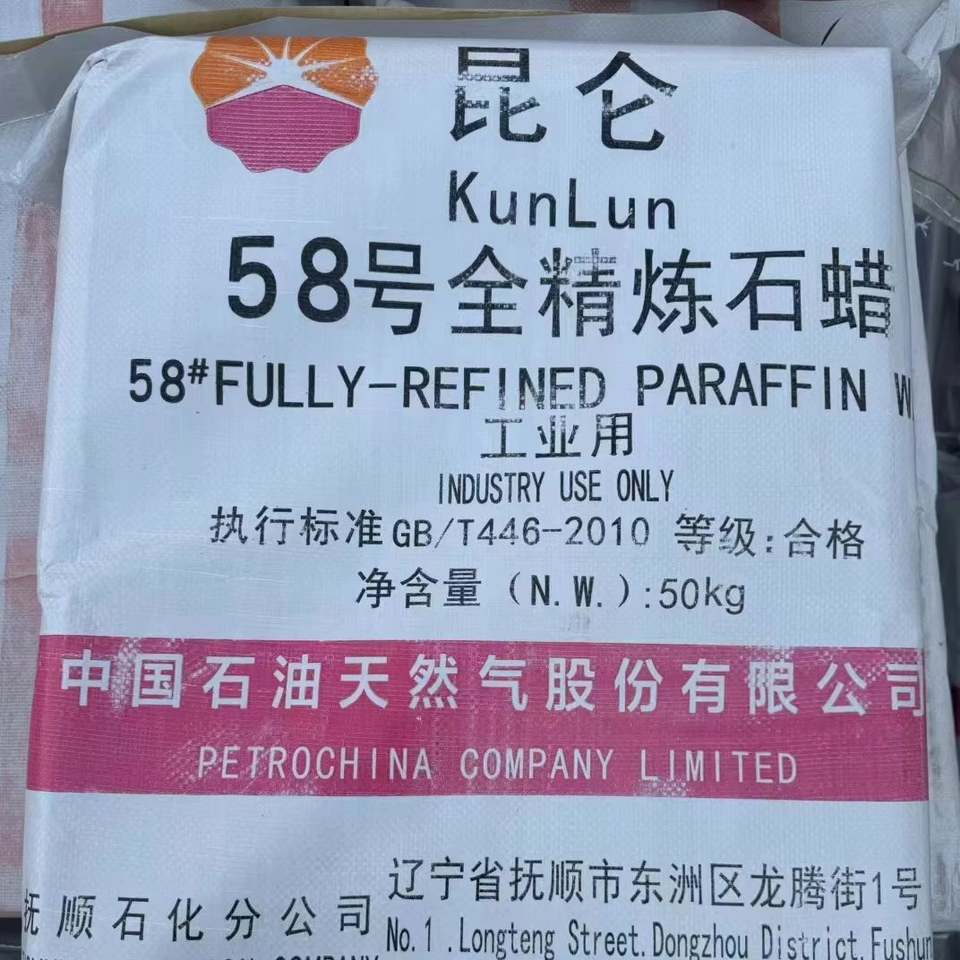 昆仑
KunLun
58号全精炼石蜡
58#FULLY-REFINED PARAFFIN
工业用
INDUSTRY USE ONLY
执行标准GB/T446-2010 等级:合格
净含量(N.W.):50kg
中国石油天然气股份有限公司
PETROCHINA COMPANY LIMITED
抚顺石化分公司
辽宁省抚顺市东洲区龙腾街1号
No.1.Longteng Street.Dongzhou District.Fushun